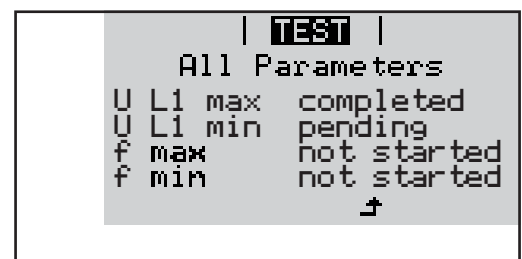 | TEST |
All Parameters
U L1 max completed
U L1 min pending
f max not started
f min not started